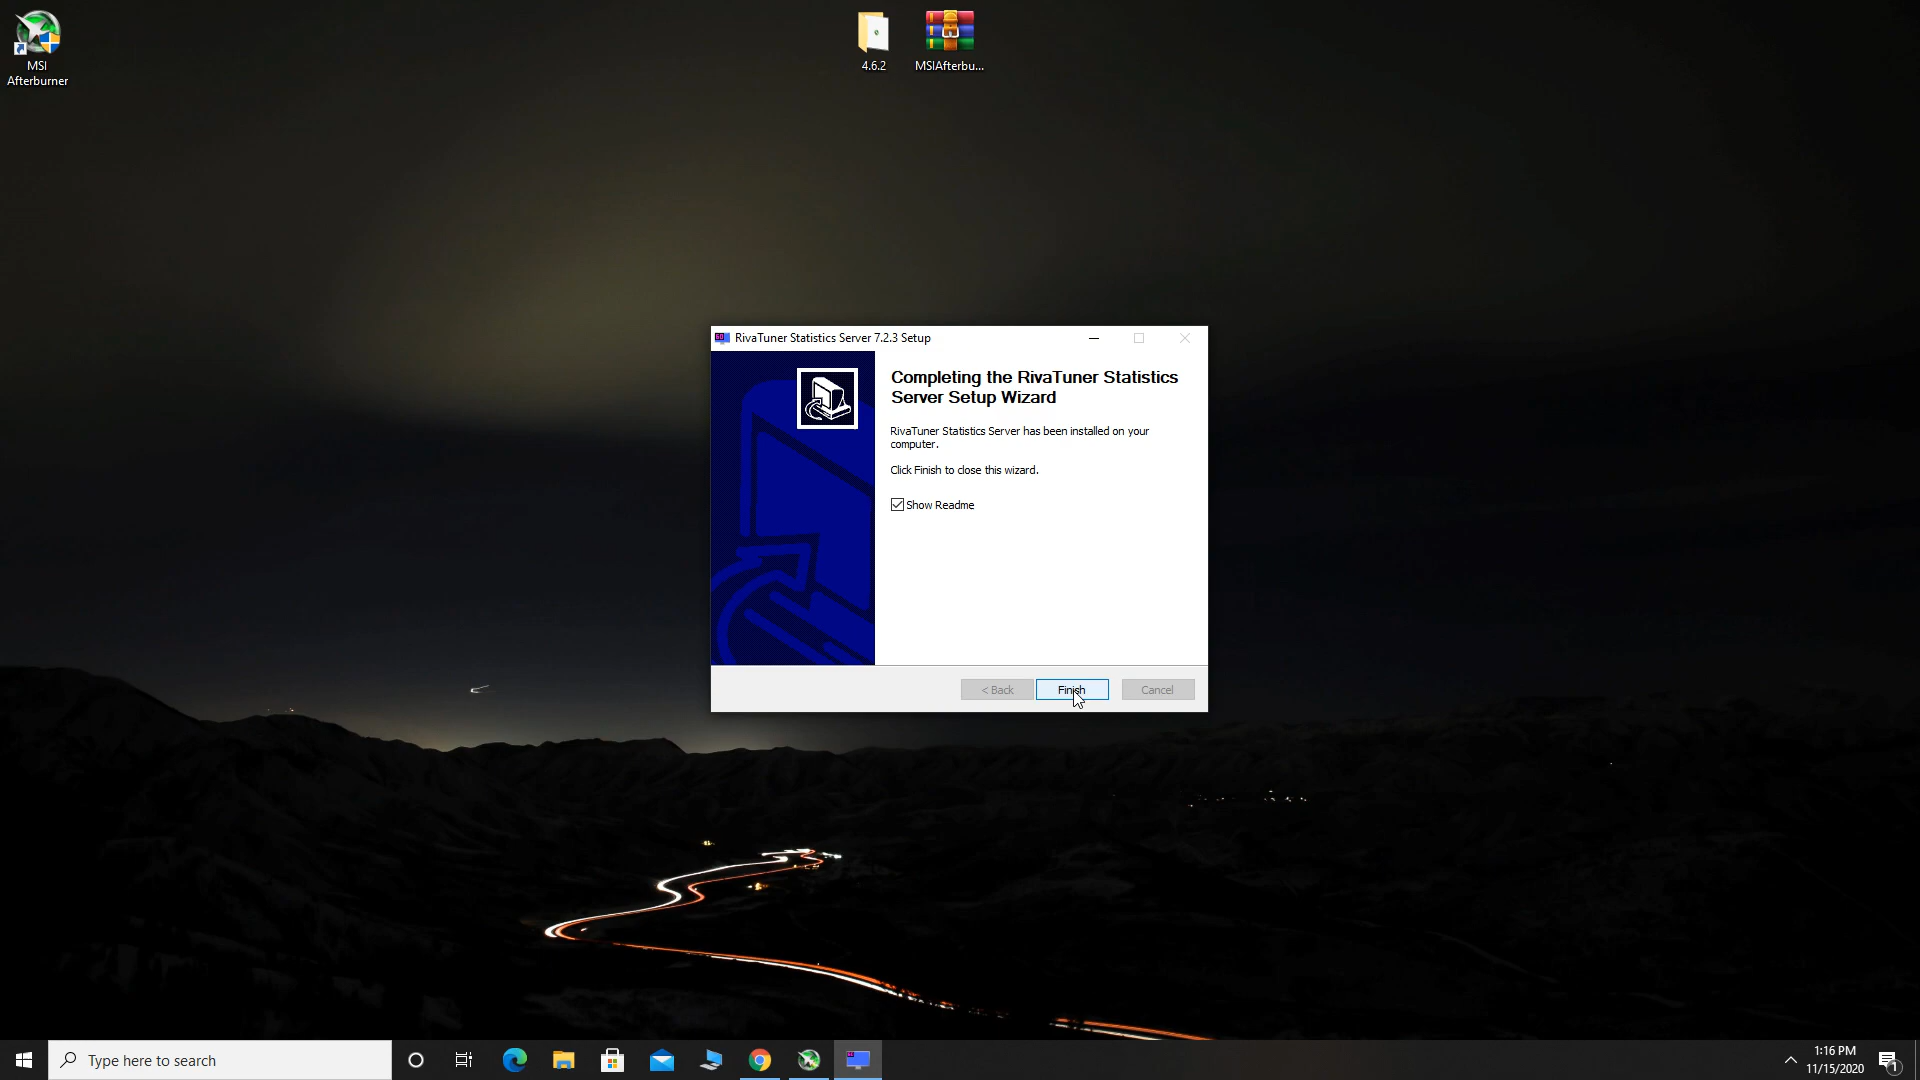 MSI
Afterburner
4.6.2
MSIAfterbu...
RivaTuner Statistics Server 7.2.3 Setup
Completing the RivaTuner Statistics
Server Setup Wizard
RivaTuner Statistics Server has been installed on your
computer.
Click Finish to close this wizard.
Show Readme
< Back
Finish
Cancel
Type here to search
1:16 PM
11/15/2020
1